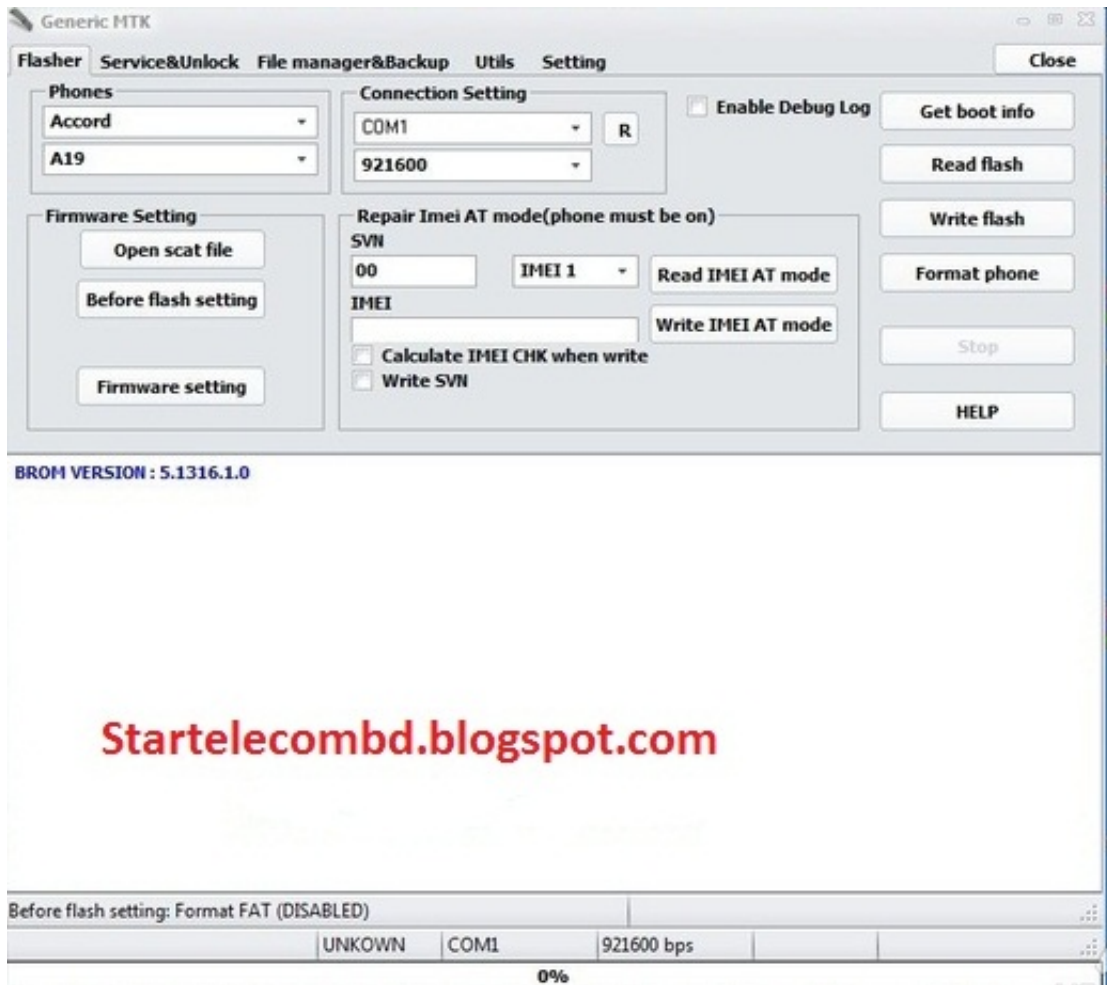 Generic MTK
Flasher Service&Unlock File manager&Backup Utils Setting Close
Phones
Accord
A19
Connection Setting
COM1 R
921600
Enable Debug Log
Get boot info
Read flash
Write flash
Format phone
Stop
HELP
Firmware Setting
Open scat file
Before flash setting
Firmware setting
Repair Imei AT mode(phone must be on)
SVN
00 IMEI 1 Read IMEI AT mode
IMEI
Write IMEI AT mode
Calculate IMEI CHK when write
Write SVN
BROM VERSION : 5.1316.1.0
Startelecombd.blogspot.com
Before flash setting: Format FAT (DISABLED)
UNKOWN COM1 921600 bps
0%